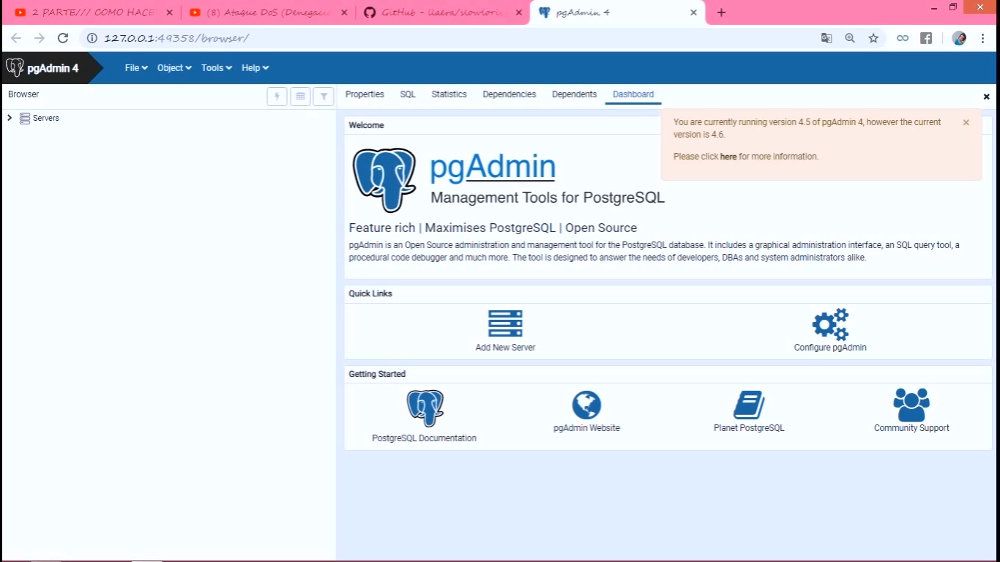 2 PARTE/// COMO HACE
(8) Ataque DoS (Denegació
GitHub - llaera/slowloris
pgAdmin 4
127.0.0.1:49358/browser/
pgAdmin 4
File Object Tools Help
Browser
Properties SQL Statistics Dependencies Dependents Dashboard
Servers
You are currently running version 4.5 of pgAdmin 4, however the current
version is 4.6.
Please click here for more information.
Welcome
pgAdmin
Management Tools for PostgreSQL
Feature rich | Maximises PostgreSQL | Open Source
pgAdmin is an Open Source administration and management tool for the PostgreSQL database. It includes a graphical administration interface, an SQL query tool, a
procedural code debugger and much more. The tool is designed to answer the needs of developers, DBAs and system administrators alike.
Quick Links
Add New Server
Configure pgAdmin
Getting Started
PostgreSQL Documentation
pgAdmin Website
Planet PostgreSQL
Community Support